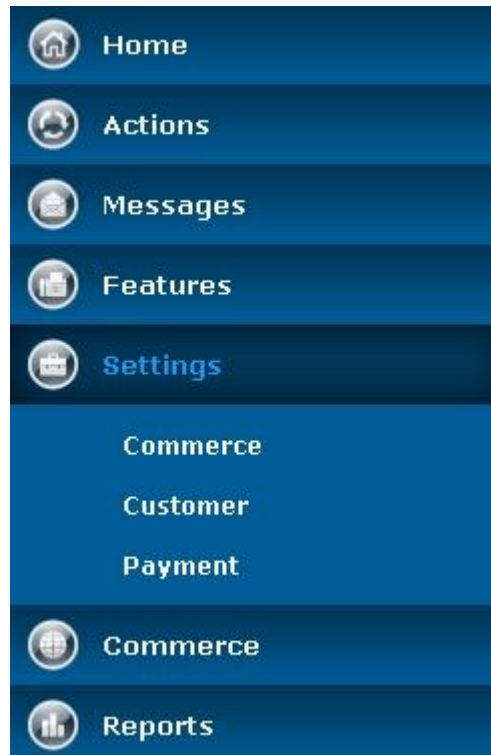 Home
Actions
Messages
Features
Settings
Commerce
Customer
Payment
Commerce
Reports